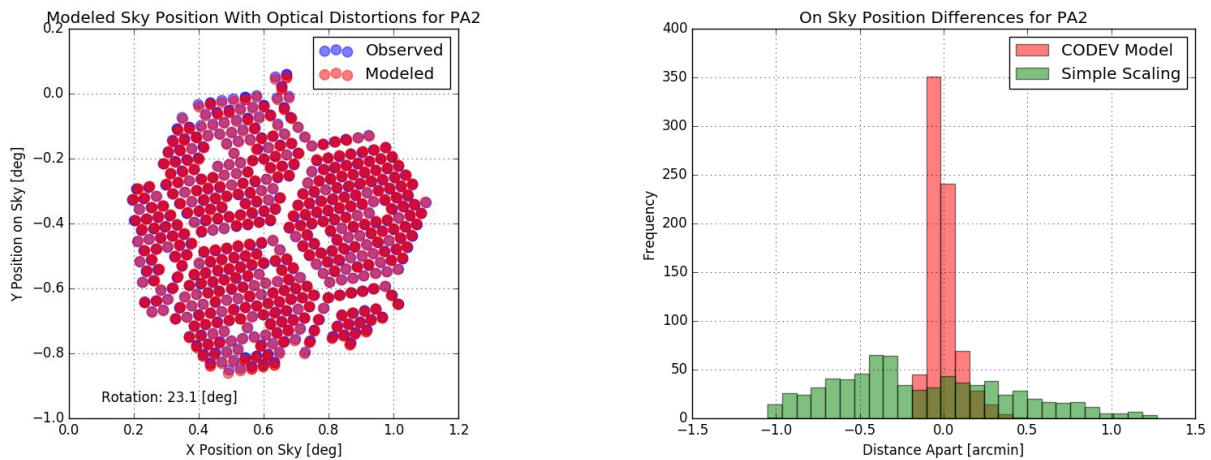 Modeled Sky Position With Optical Distortions for PA2
0.2
0.0
−0.2
−0.4
−0.6
−0.8
−1.0
Y Position on Sky [deg]
Observed
Modeled
Rotation: 23.1 [deg]
0.0 0.2 0.4 0.6 0.8 1.0 1.2
X Position on Sky [deg]
On Sky Position Differences for PA2
400
350
300
250
200
150
100
50
0
Frequency
CODEV Model
Simple Scaling
−1.5 −1.0 −0.5 0.0 0.5 1.0 1.5
Distance Apart [arcmin]